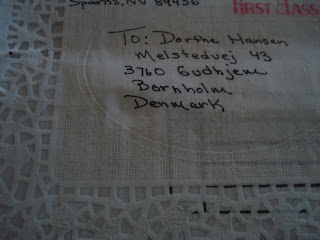 Sparks, NV 89436
FIRST CLASS
To: Dorthe Hansen
Melstedvej 43
3760 Gudhjem
Bornholm
Denmark